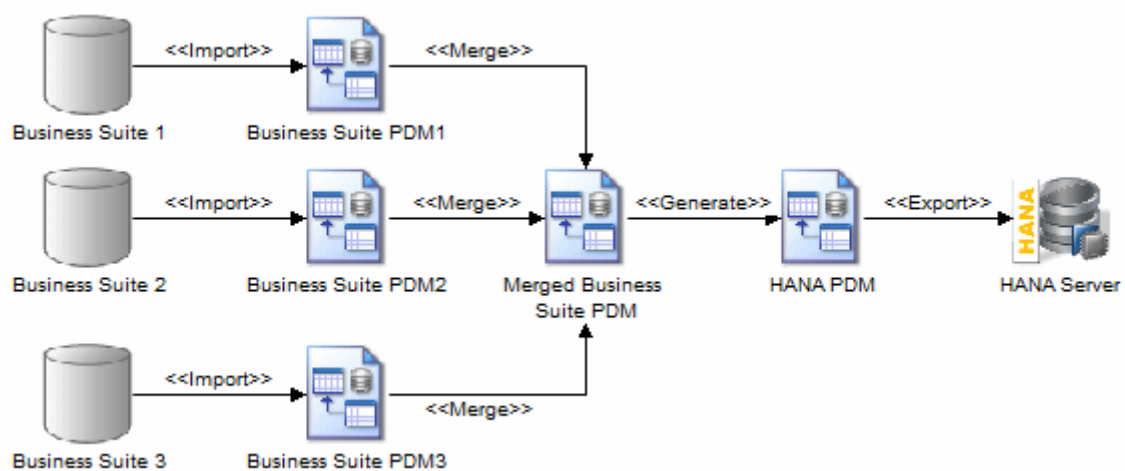 <<Import>>
<<Merge>>
Business Suite 1
Business Suite PDM1
<<Import>>
<<Merge>>
<<Generate>>
<<Export>>
HANA
Business Suite 2
Business Suite PDM2
Merged Business
Suite PDM
HANA PDM
HANA Server
<<Import>>
<<Merge>>
Business Suite 3
Business Suite PDM3